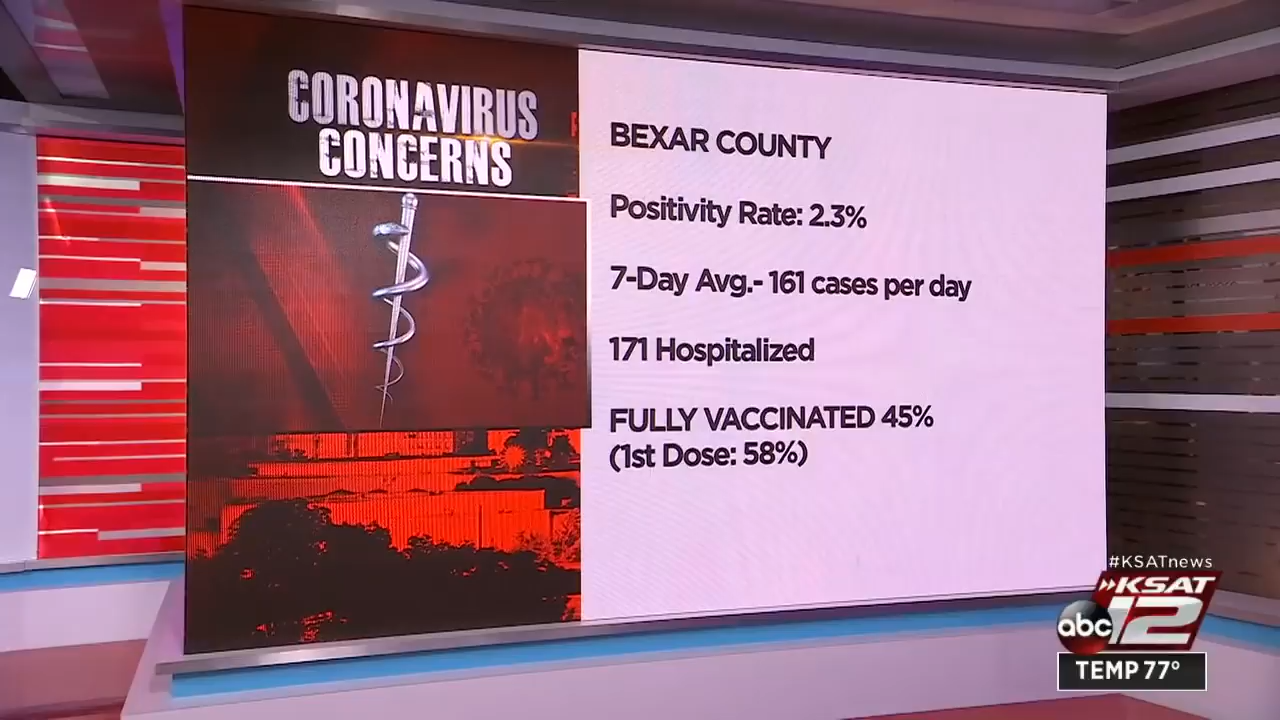 CORONAVIRUS
CONCERNS
BEXAR COUNTY
Positivity Rate: 2.3%
7-Day Avg.- 161 cases per day
171 Hospitalized
FULLY VACCINATED 45%
(1st Dose: 58%)
#KSATnews
KSAT
abc 12
TEMP 77°